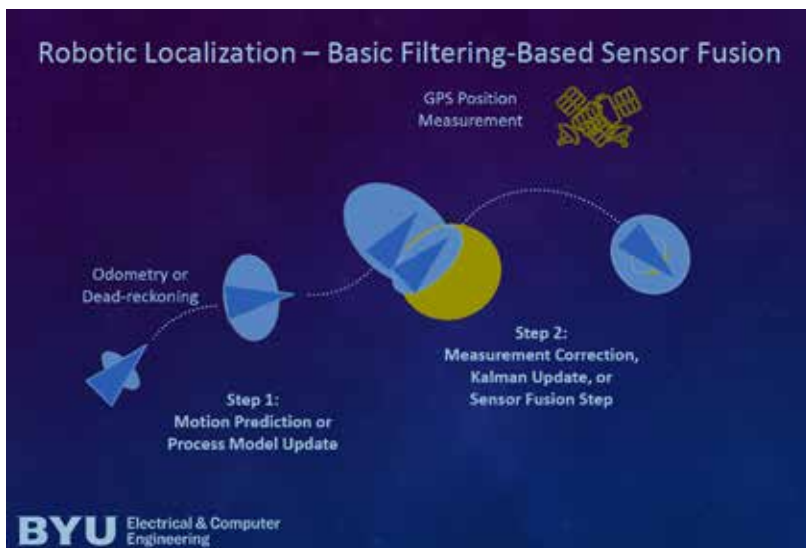 Robotic Localization – Basic Filtering-Based Sensor Fusion
GPS Position
Measurement
Odometry or
Dead-reckoning
Step 1:
Motion Prediction or
Process Model Update
Step 2:
Measurement Correction,
Kalman Update, or
Sensor Fusion Step
BYU Electrical & Computer
Engineering